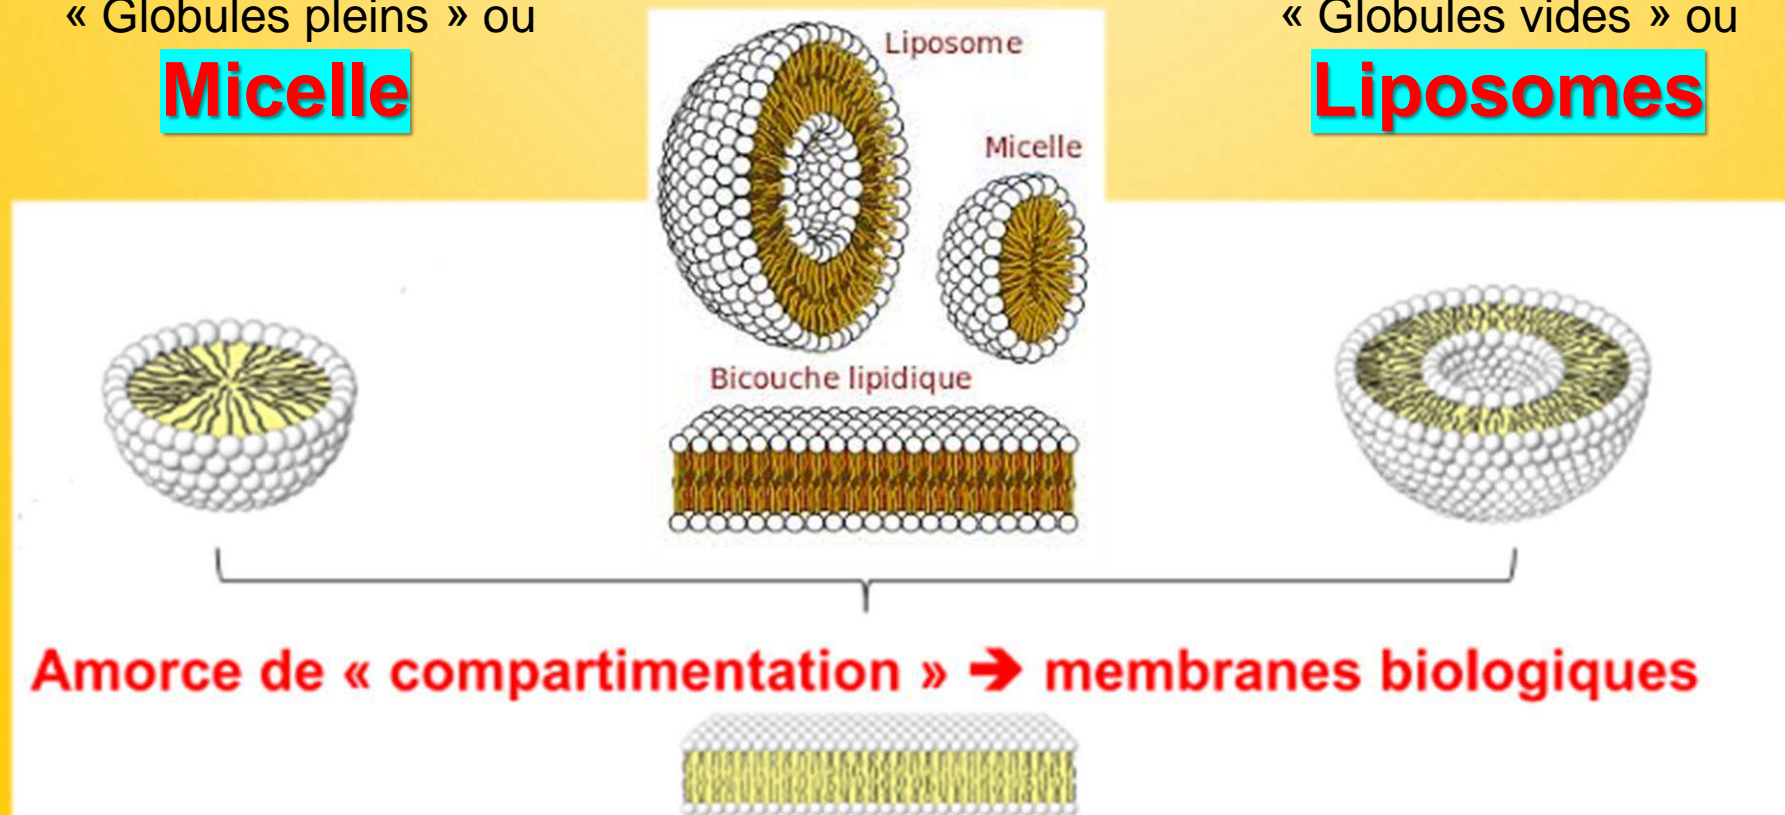 « Globules pleins » ou
Micelle
« Globules vides » ou
Liposomes
Liposome
Micelle
Bicouche lipidique
Amorce de « compartimentation » ➔ membranes biologiques